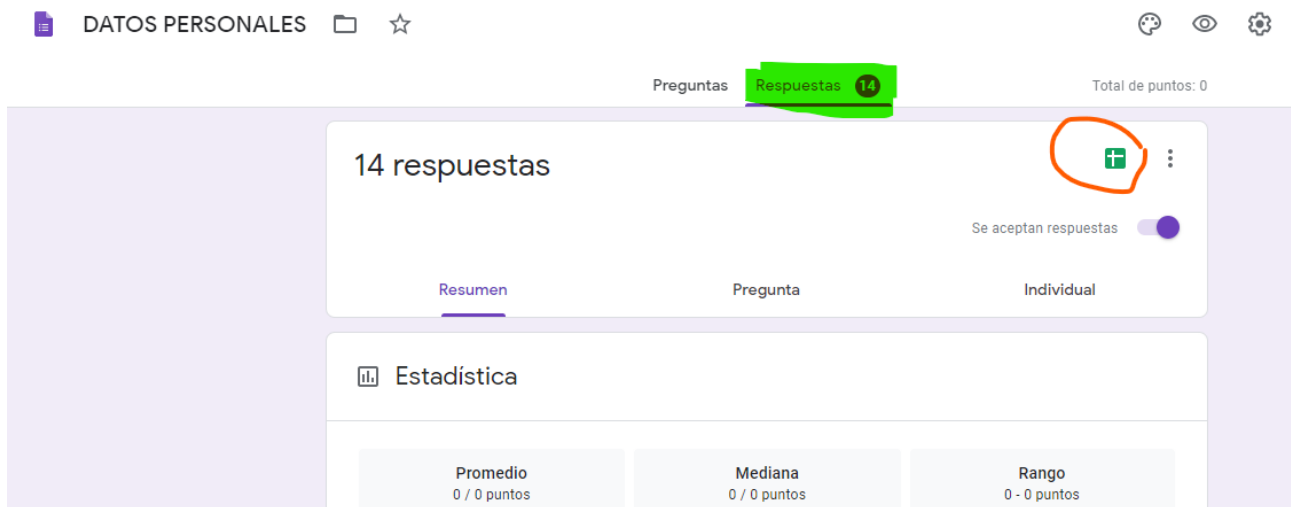 DATOS PERSONALES
Preguntas Respuestas 14 Total de puntos: 0
14 respuestas
Se aceptan respuestas
Resumen Pregunta Individual
Estadística
Promedio Mediana Rango
0 / 0 puntos 0 / 0 puntos 0 - 0 puntos